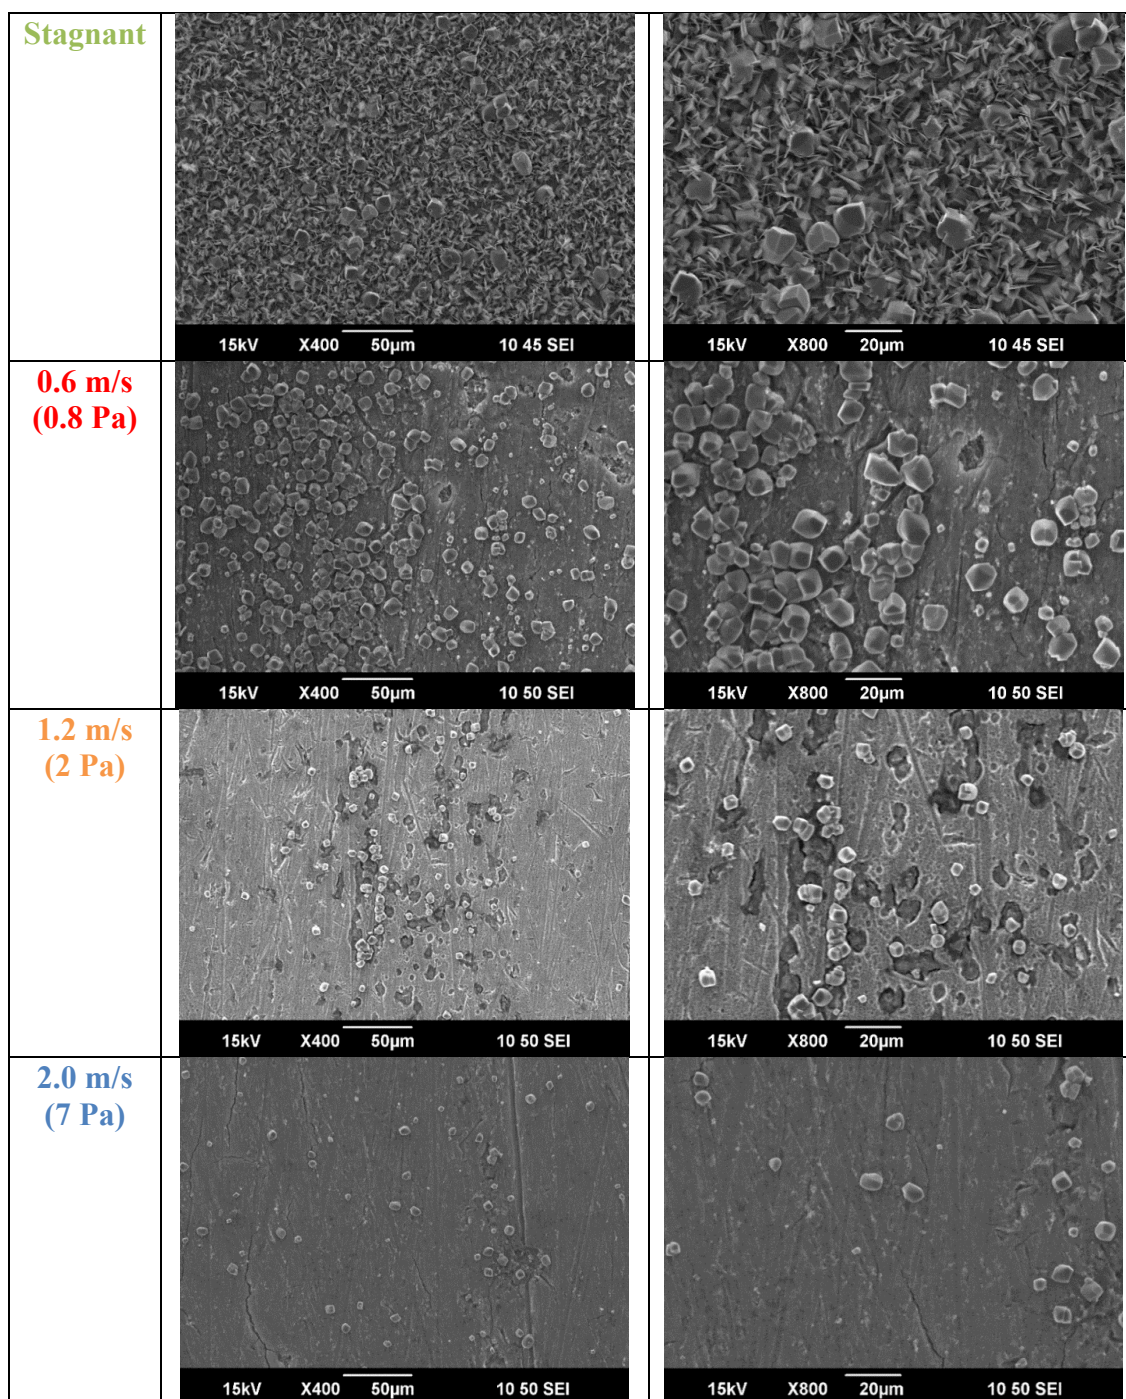 Stagnant
15kV X400 50µm 10 45 SEI
15kV X800 20µm 10 45 SEI
0.6 m/s
(0.8 Pa)
15kV X400 50µm 10 50 SEI
15kV X800 20µm 10 50 SEI
1.2 m/s
(2 Pa)
15kV X400 50µm 10 50 SEI
15kV X800 20µm 10 50 SEI
2.0 m/s
(7 Pa)
15kV X400 50µm 10 50 SEI
15kV X800 20µm 10 50 SEI